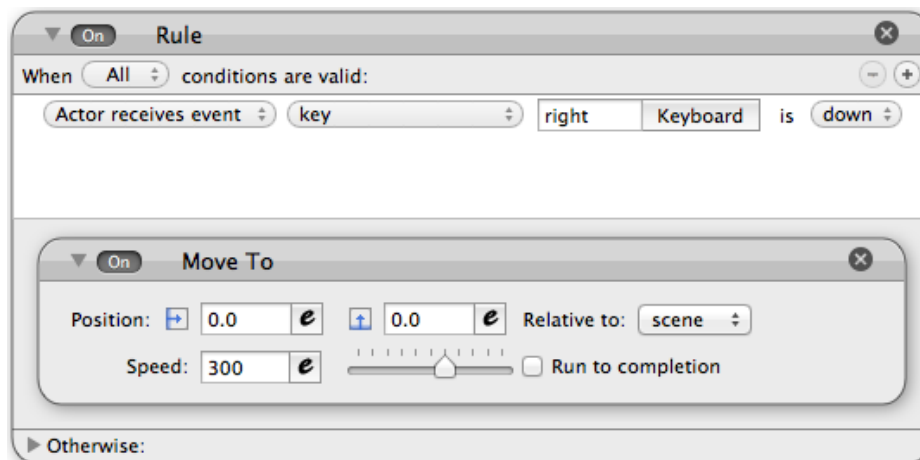 On Rule
When All conditions are valid:
Actor receives event key right Keyboard is down
On Move To
Position: 0.0 e 0.0 e Relative to: scene
Speed: 300 e Run to completion
Otherwise: